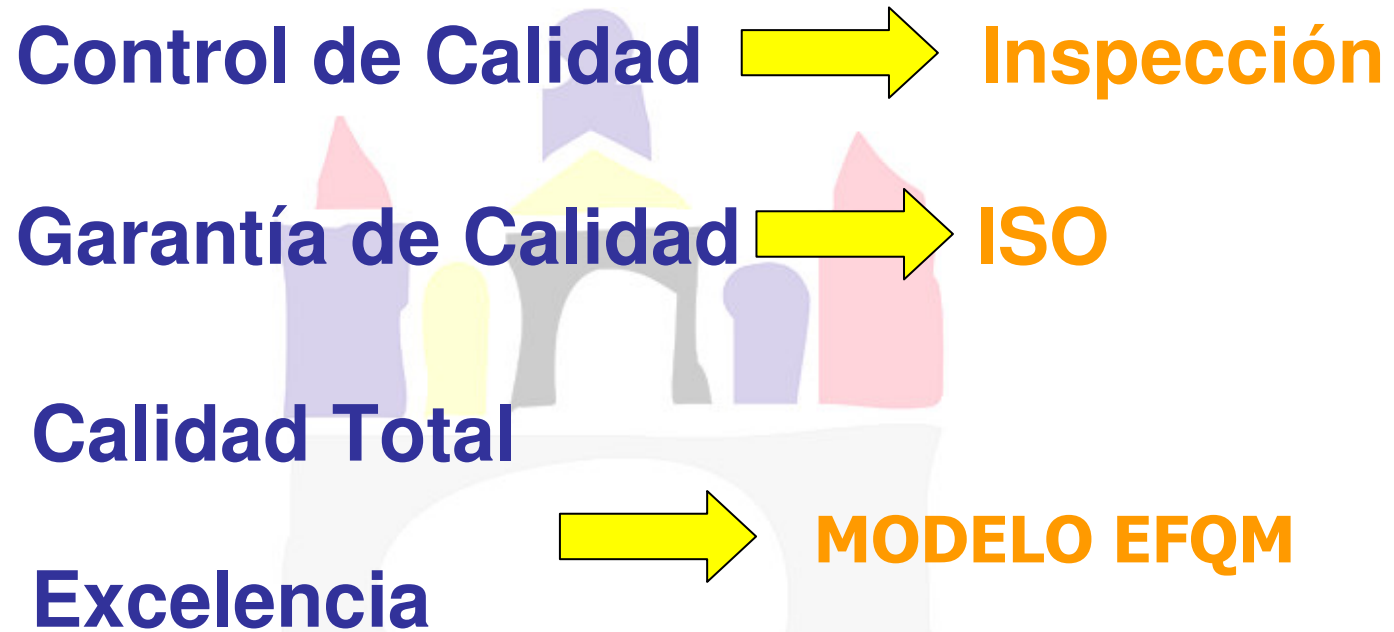 Control de Calidad Inspección
Garantía de Calidad ISO
Calidad Total
MODELO EFQM
Excelencia